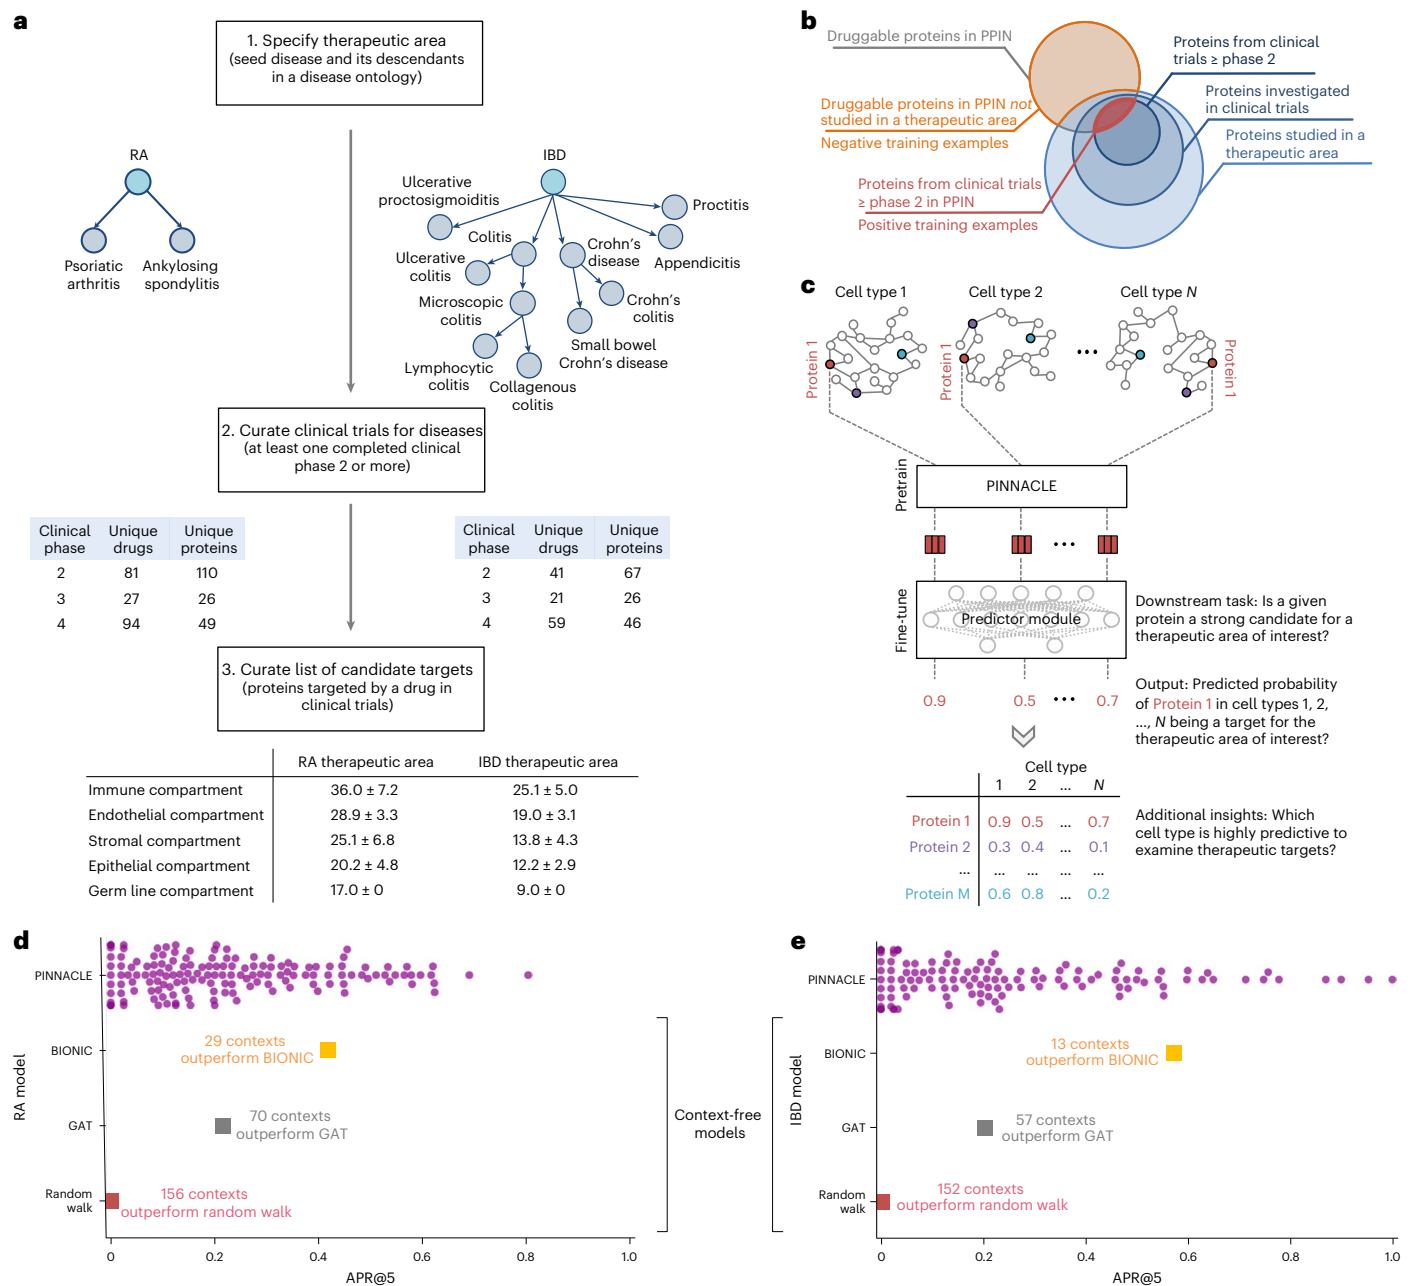 a
1. Specify therapeutic area
(seed disease and its descendants
in a disease ontology)
RA
Psoriatic
arthritis
Ankylosing
spondylitis
IBD
Ulcerative
proctosigmoiditis
Colitis
Ulcerative
colitis
Microscopic
colitis
Lymphocytic
colitis
Collagenous
colitis
Crohn's
disease
Crohn's
colitis
Small bowel
Crohn's disease
Proctitis
Appendicitis
2. Curate clinical trials for diseases
(at least one completed clinical
phase 2 or more)
Clinical phase Unique drugs Unique proteins
2 81 110
3 27 26
4 94 49
Clinical phase Unique drugs Unique proteins
2 41 67
3 21 26
4 59 46
3. Curate list of candidate targets
(proteins targeted by a drug in
clinical trials)
RA therapeutic area IBD therapeutic area
Immune compartment 36.0 ± 7.2 25.1 ± 5.0
Endothelial compartment 28.9 ± 3.3 19.0 ± 3.1
Stromal compartment 25.1 ± 6.8 13.8 ± 4.3
Epithelial compartment 20.2 ± 4.8 12.2 ± 2.9
Germ line compartment 17.0 ± 0 9.0 ± 0
b
Druggable proteins in PPIN
Druggable proteins in PPIN not
studied in a therapeutic area
Negative training examples
Proteins from clinical trials
≥ phase 2 in PPIN
Positive training examples
Proteins from clinical
trials ≥ phase 2
Proteins investigated
in clinical trials
Proteins studied in a
therapeutic area
c
Cell type 1 Cell type 2 Cell type N
Protein 1
Protein 1
...
Protein 1
Pretrain
PINNACLE
...
Fine-tune
Predictor module
Downstream task: Is a given
protein a strong candidate for a
therapeutic area of interest?
0.9 0.5 ... 0.7
Output: Predicted probability
of Protein 1 in cell types 1, 2,
..., N being a target for the
therapeutic area of interest?
Cell type
1 2 ... N
Protein 1 0.9 0.5 ... 0.7
Protein 2 0.3 0.4 ... 0.1
... ... ... ... ...
Protein M 0.6 0.8 ... 0.2
Additional insights: Which
cell type is highly predictive to
examine therapeutic targets?
d
RA model
PINNACLE
BIONIC
29 contexts
outperform BIONIC
GAT
70 contexts
outperform GAT
Random
walk
156 contexts
outperform random walk
0 0.2 0.4 0.6 0.8 1.0
APR@5
Context-free
models
e
IBD model
PINNACLE
BIONIC
13 contexts
outperform BIONIC
GAT
57 contexts
outperform GAT
Random
walk
152 contexts
outperform random walk
0 0.2 0.4 0.6 0.8 1.0
APR@5